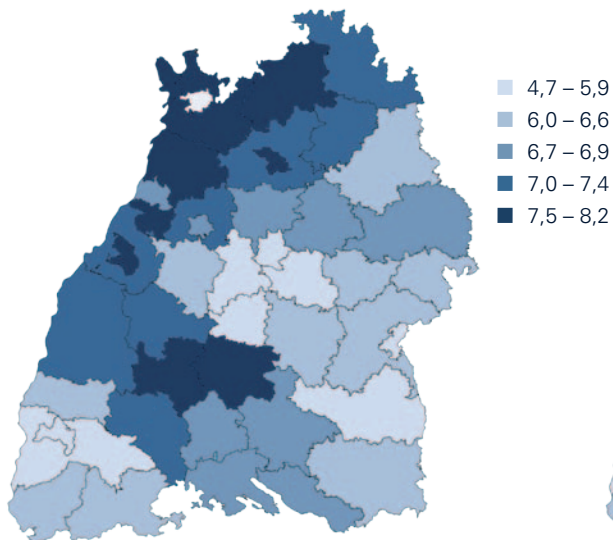 4,7 – 5,9
6,0 – 6,6
6,7 – 6,9
7,0 – 7,4
7,5 – 8,2